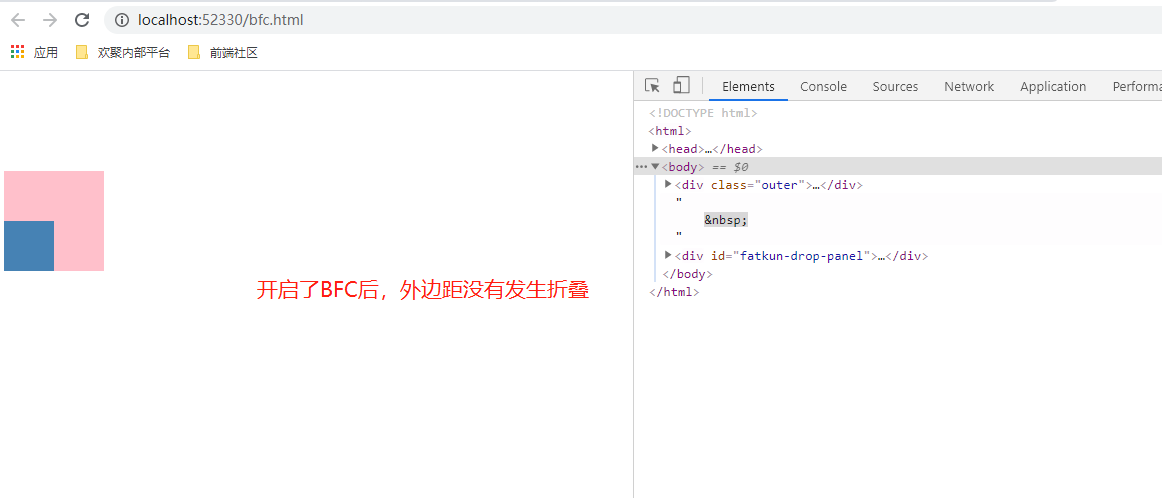 localhost:52330/bfc.html
应用 欢聚内部平台 前端社区
Elements Console Sources Network Application Performa
<!DOCTYPE html>
<html>
<head>…</head>
<body> == $0
<div class="outer">…</div>
"
&nbsp;
"
<div id="fatkun-drop-panel">…</div>
</body>
</html>
开启了BFC后，外边距没有发生折叠